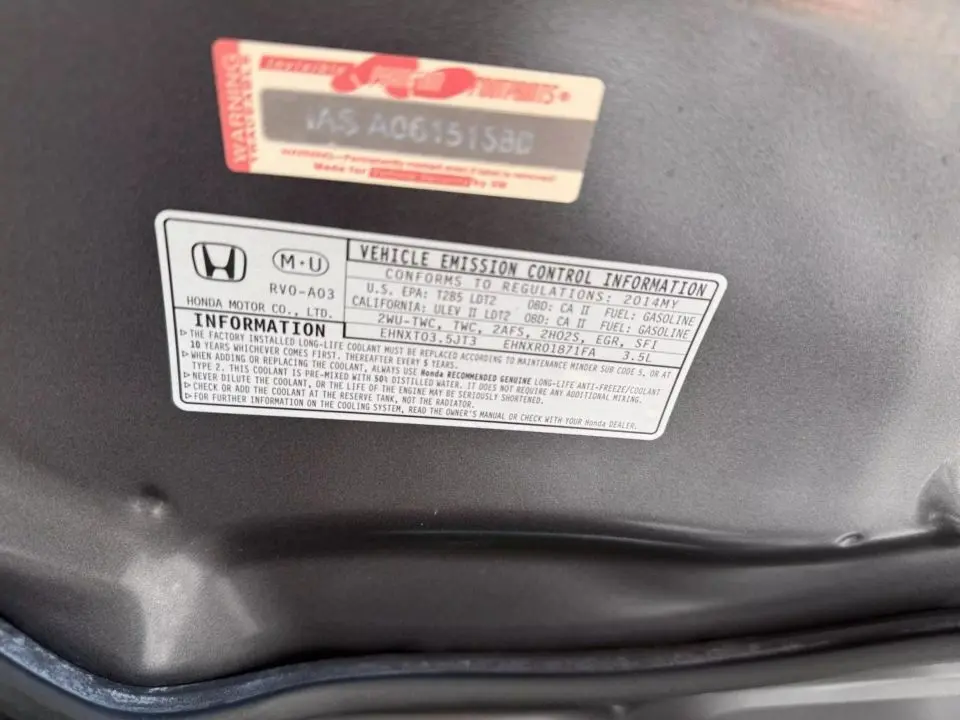 WARNING
TRACEABLE
Invisible
FOOTPRINTS
IAS A0615158D
Made for
by 3M
M•U
RV0-A03
HONDA MOTOR CO., LTD.
VEHICLE EMISSION CONTROL INFORMATION
CONFORMS TO REGULATIONS: 2014MY
U.S. EPA: T2B5 LDT2 OBD: CA II FUEL: GASOLINE
CALIFORNIA: ULEV II LDT2 OBD: CA II FUEL: GASOLINE
2WU-TWC, TWC, 2AFS, 2HO2S, EGR, SFI
EHNXT03.5JT3 EHNXR01871FA 3.5L
INFORMATION
▷THE FACTORY INSTALLED LONG-LIFE COOLANT MUST BE REPLACED ACCORDING TO MAINTENANCE MINDER SUB CODE 5, OR AT
10 YEARS WHICHEVER COMES FIRST. THEREAFTER EVERY 5 YEARS.
▷WHEN ADDING OR REPLACING THE COOLANT, ALWAYS USE Honda RECOMMENDED GENUINE LONG-LIFE ANTI-FREEZE/COOLANT
TYPE 2. THIS COOLANT IS PRE-MIXED WITH 50% DISTILLED WATER. IT DOES NOT REQUIRE ANY ADDITIONAL MIXING.
▷NEVER DILUTE THE COOLANT, OR THE LIFE OF THE ENGINE MAY BE SERIOUSLY SHORTENED.
▷CHECK OR ADD THE COOLANT AT THE RESERVE TANK, NOT THE RADIATOR.
▷FOR FURTHER INFORMATION ON THE COOLING SYSTEM, READ THE OWNER'S MANUAL OR CHECK WITH YOUR Honda DEALER.